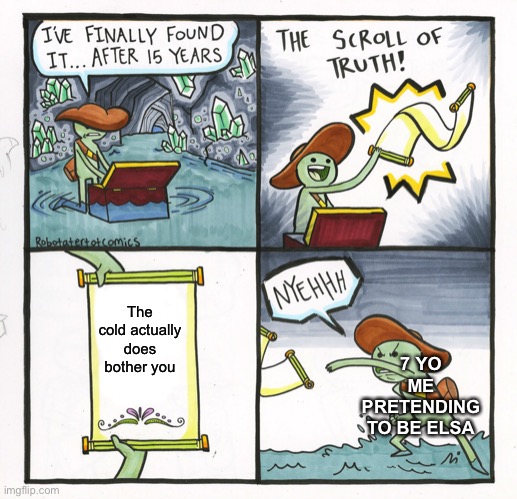 I'VE FINALLY FOUND
IT... AFTER 15 YEARS
THE SCROLL OF
TRUTH!
Robotatertotcomics
The
cold actually
does
bother you
NYEHHH
7 YO
ME
PRETENDING
TO BE ELSA
imgflip.com